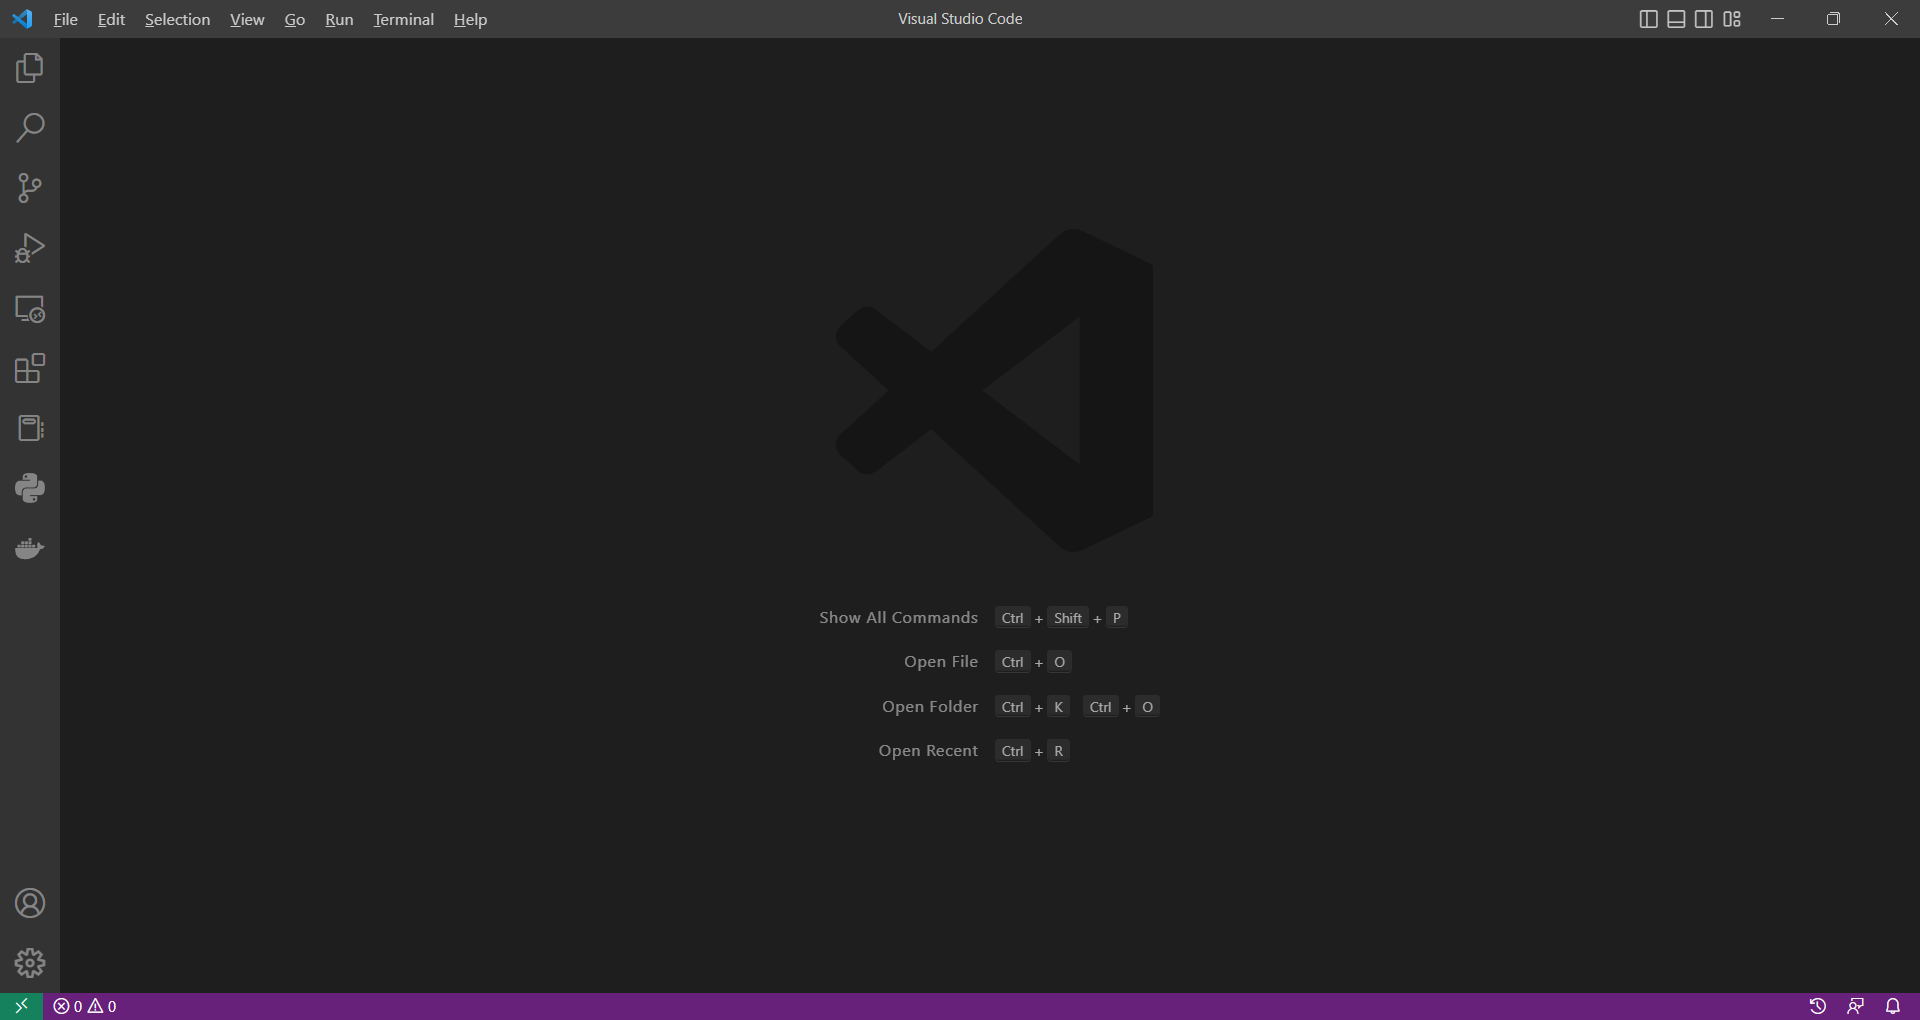 File Edit Selection View Go Run Terminal Help Visual Studio Code
Show All Commands Ctrl + Shift + P
Open File Ctrl + O
Open Folder Ctrl + K Ctrl + O
Open Recent Ctrl + R
0 0